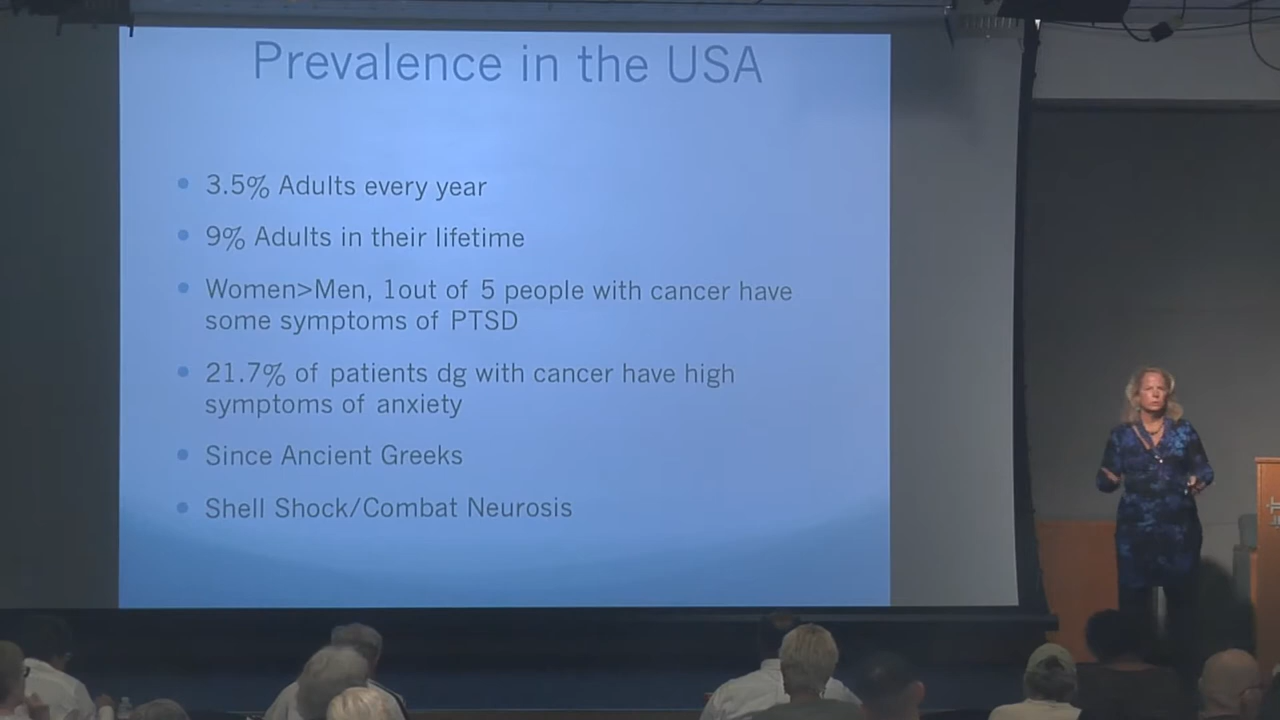 Prevalence in the USA
3.5% Adults every year
9% Adults in their lifetime
Women>Men, 1out of 5 people with cancer have
some symptoms of PTSD
21.7% of patients dg with cancer have high
symptoms of anxiety
Since Ancient Greeks
Shell Shock/Combat Neurosis